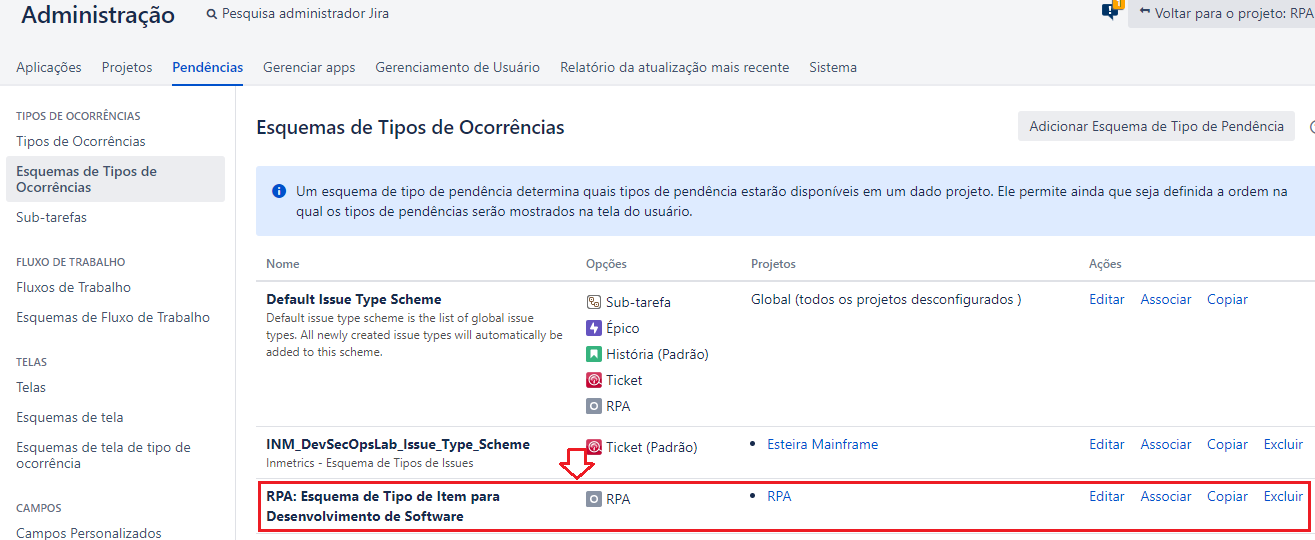 Administração
Pesquisa administrador Jira
1
Voltar para o projeto: RPA
Aplicações Projetos Pendências Gerenciar apps Gerenciamento de Usuário Relatório da atualização mais recente Sistema
TIPOS DE OCORRÊNCIAS
Tipos de Ocorrências
Esquemas de Tipos de
Ocorrências
Sub-tarefas
FLUXO DE TRABALHO
Fluxos de Trabalho
Esquemas de Fluxo de Trabalho
TELAS
Telas
Esquemas de tela
Esquemas de tela de tipo de
ocorrência
CAMPOS
Campos Personalizados
Esquemas de Tipos de Ocorrências
Adicionar Esquema de Tipo de Pendência
Um esquema de tipo de pendência determina quais tipos de pendência estarão disponíveis em um dado projeto. Ele permite ainda que seja definida a ordem na
qual os tipos de pendências serão mostrados na tela do usuário.
Nome Opções Projetos Ações
Default Issue Type Scheme
Default issue type scheme is the list of global issue
types. All newly created issue types will automatically be
added to this scheme.
Sub-tarefa
Épico
História (Padrão)
Ticket
RPA
Global (todos os projetos desconfigurados )
Editar Associar Copiar
INM_DevSecOpsLab_Issue_Type_Scheme
Inmetrics - Esquema de Tipos de Issues
Ticket (Padrão)
• Esteira Mainframe
Editar Associar Copiar Excluir
RPA: Esquema de Tipo de Item para
Desenvolvimento de Software
RPA
• RPA
Editar Associar Copiar Excluir